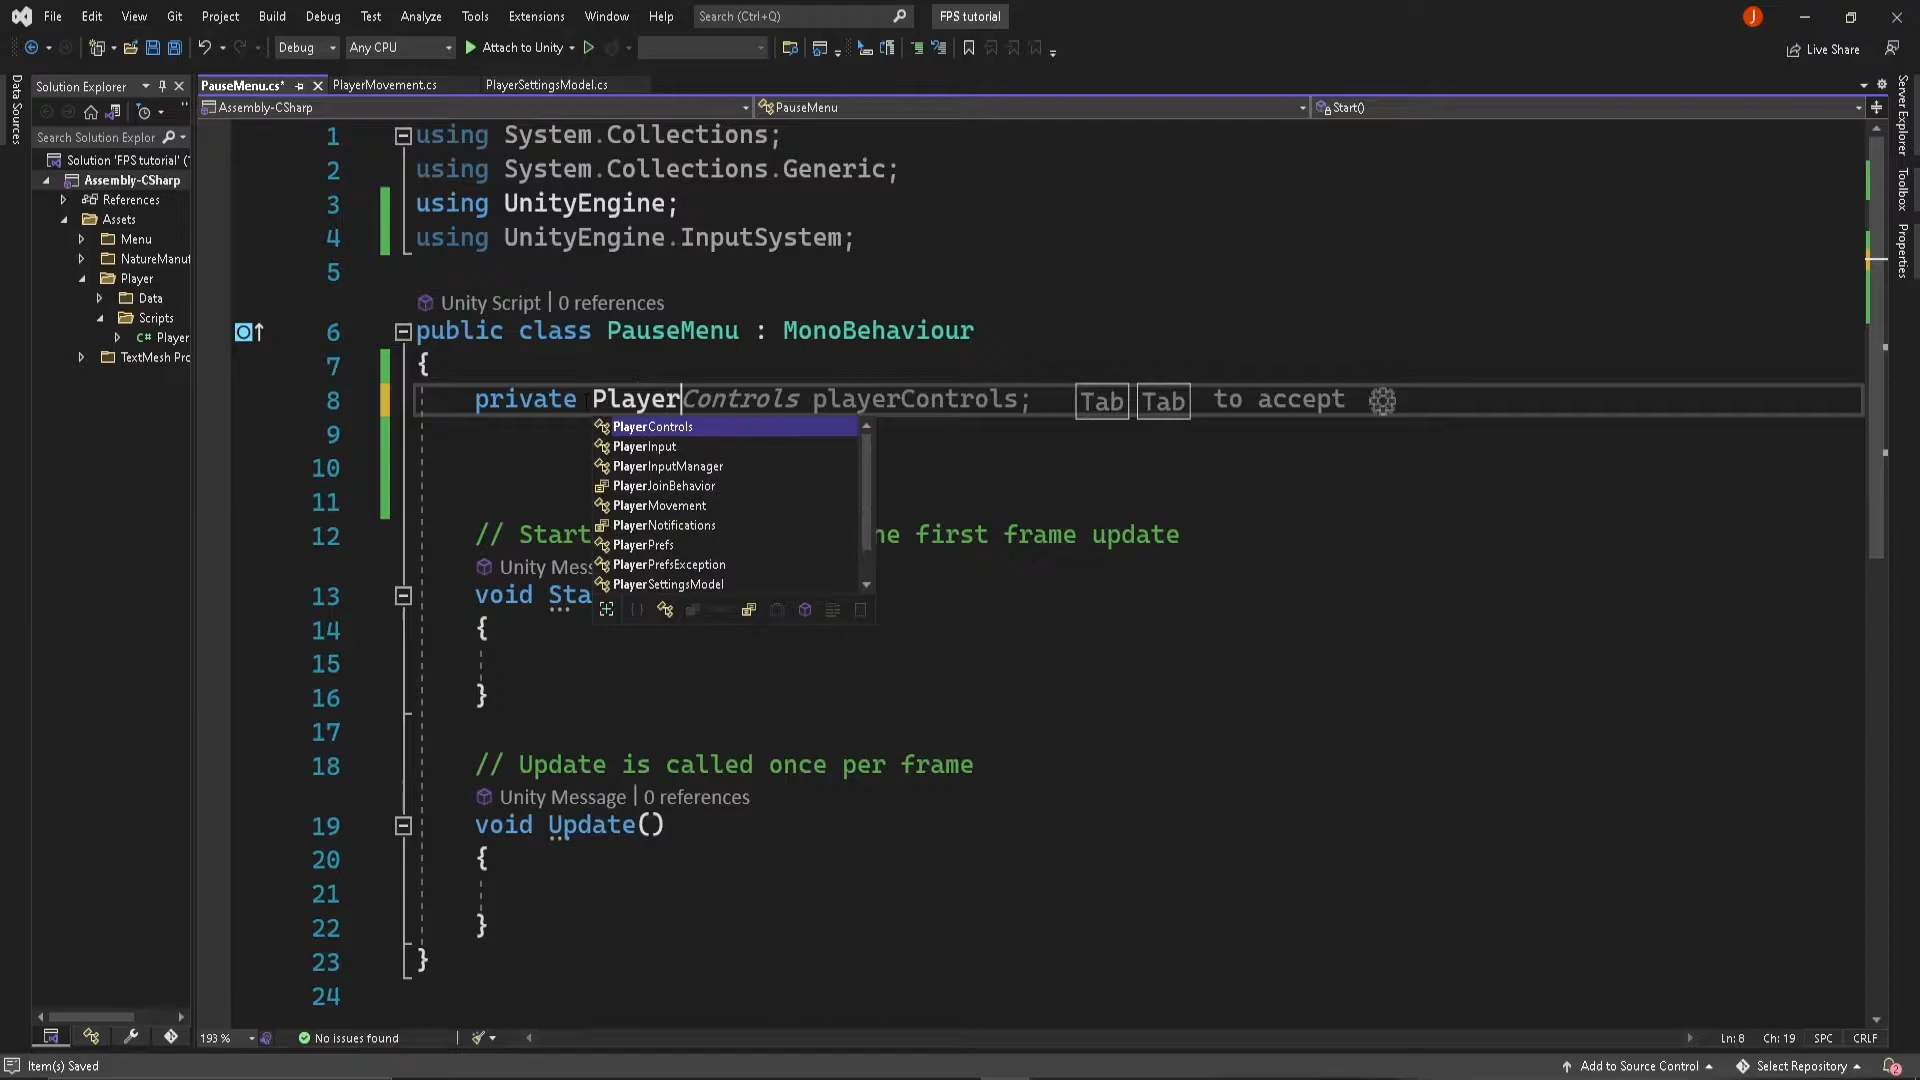 File Edit View Git Project Build Debug Test Analyze Tools Extensions Window Help Search (Ctrl+Q) FPS tutorial J
Debug Any CPU Attach to Unity Live Share
Data Sources
Solution Explorer
Search Solution Explor
Solution 'FPS tutorial' (
Assembly-CSharp
References
Assets
Menu
NatureManuf
Player
Data
Scripts
C# Player
TextMesh Pro
PauseMenu.cs* PlayerMovement.cs PlayerSettingsModel.cs
Assembly-CSharp PauseMenu Start()
1 using System.Collections;
2 using System.Collections.Generic;
3 using UnityEngine;
4 using UnityEngine.InputSystem;
5
Unity Script | 0 references
6 public class PauseMenu : MonoBehaviour
7 {
8 private PlayerControls playerControls; Tab Tab to accept
9
10
11
PlayerControls
PlayerInput
PlayerInputManager
PlayerJoinBehavior
PlayerMovement
PlayerNotifications
PlayerPrefs
PlayerPrefsException
PlayerSettingsModel
12 // Start ne first frame update
Unity Mess
13 void Sta
14 {
15
16 }
17
18 // Update is called once per frame
Unity Message | 0 references
19 void Update()
20 {
21
22 }
23 }
24
Server Explorer
Toolbox
Properties
193 % No issues found Ln: 8 Ch: 19 SPC CRLF
Item(s) Saved Add to Source Control Select Repository 2